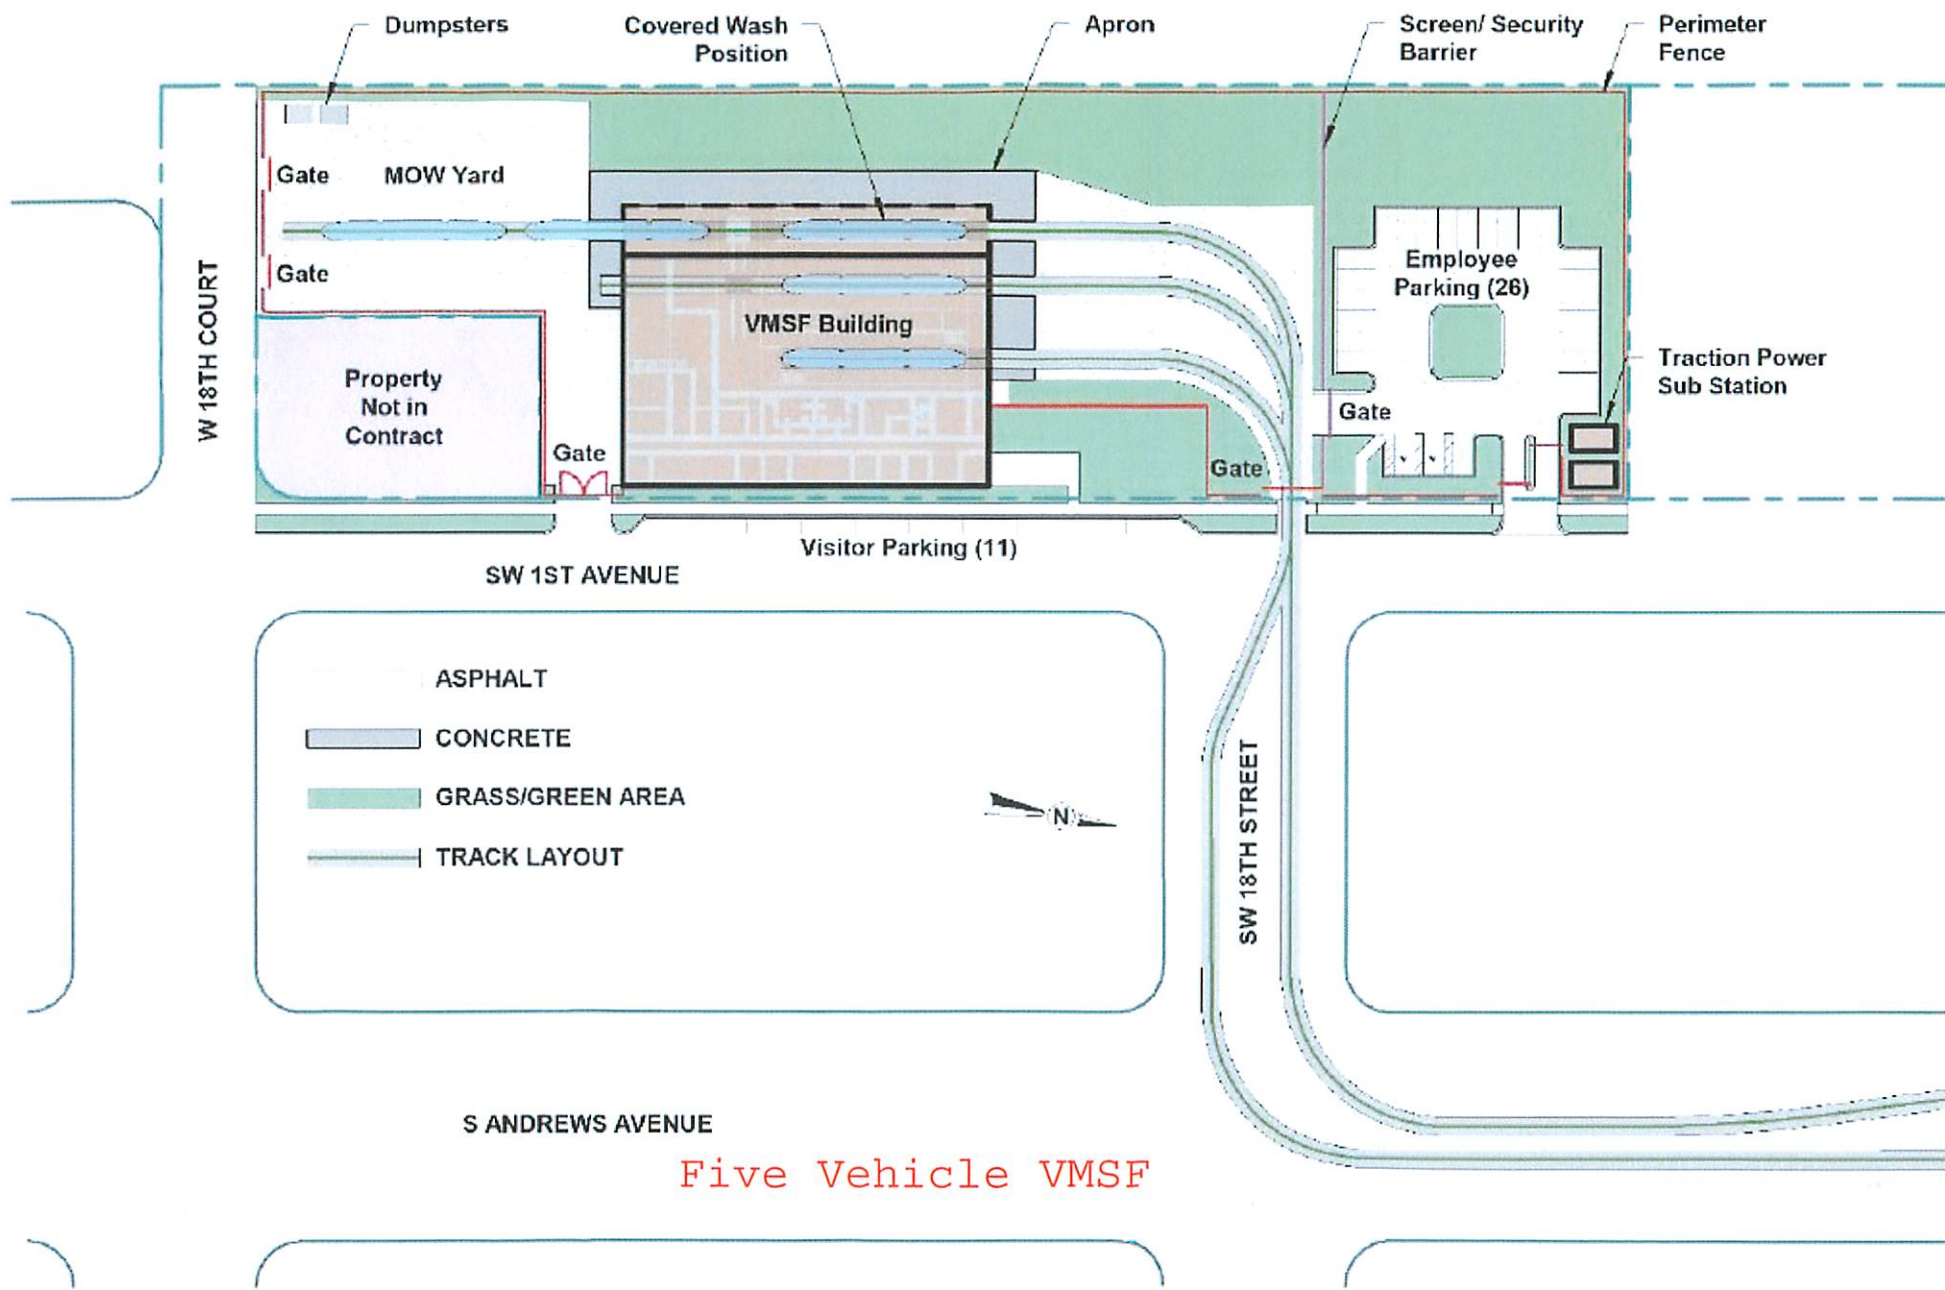 Dumpsters
Covered Wash
Position
Apron
Screen/ Security
Barrier
Perimeter
Fence
Gate
MOW Yard
Gate
W 18TH COURT
Employee
Parking (26)
VMSF Building
Property
Not in
Contract
Traction Power
Sub Station
Gate
Gate
Gate
Visitor Parking (11)
SW 1ST AVENUE
ASPHALT
CONCRETE
GRASS/GREEN AREA
TRACK LAYOUT
N
SW 18TH STREET
S ANDREWS AVENUE
Five Vehicle VMSF